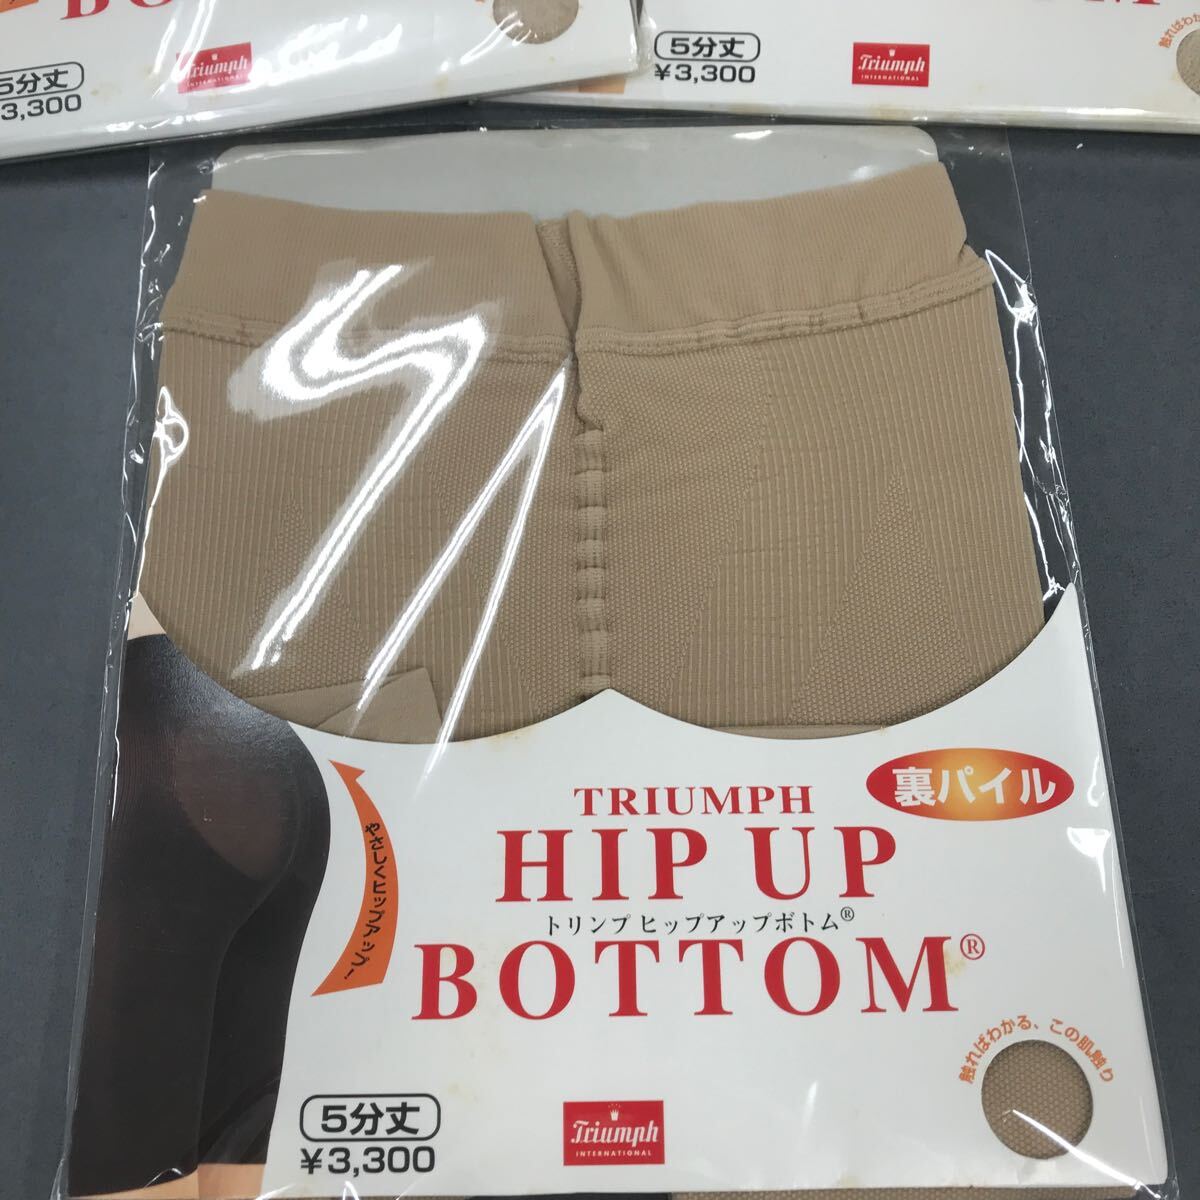 BOTTOM
5分丈
¥3,300
Triumph
INTERNATIONAL
5分丈
¥3,300
Triumph
INTERNATIONAL
裏パイル
TRIUMPH
HIP UP
トリンプ ヒップアップボトム®
BOTTOM®
やさしくヒップアップ!
触ればわかる、この肌触り
5分丈
¥3,300
Triumph
INTERNATIONAL